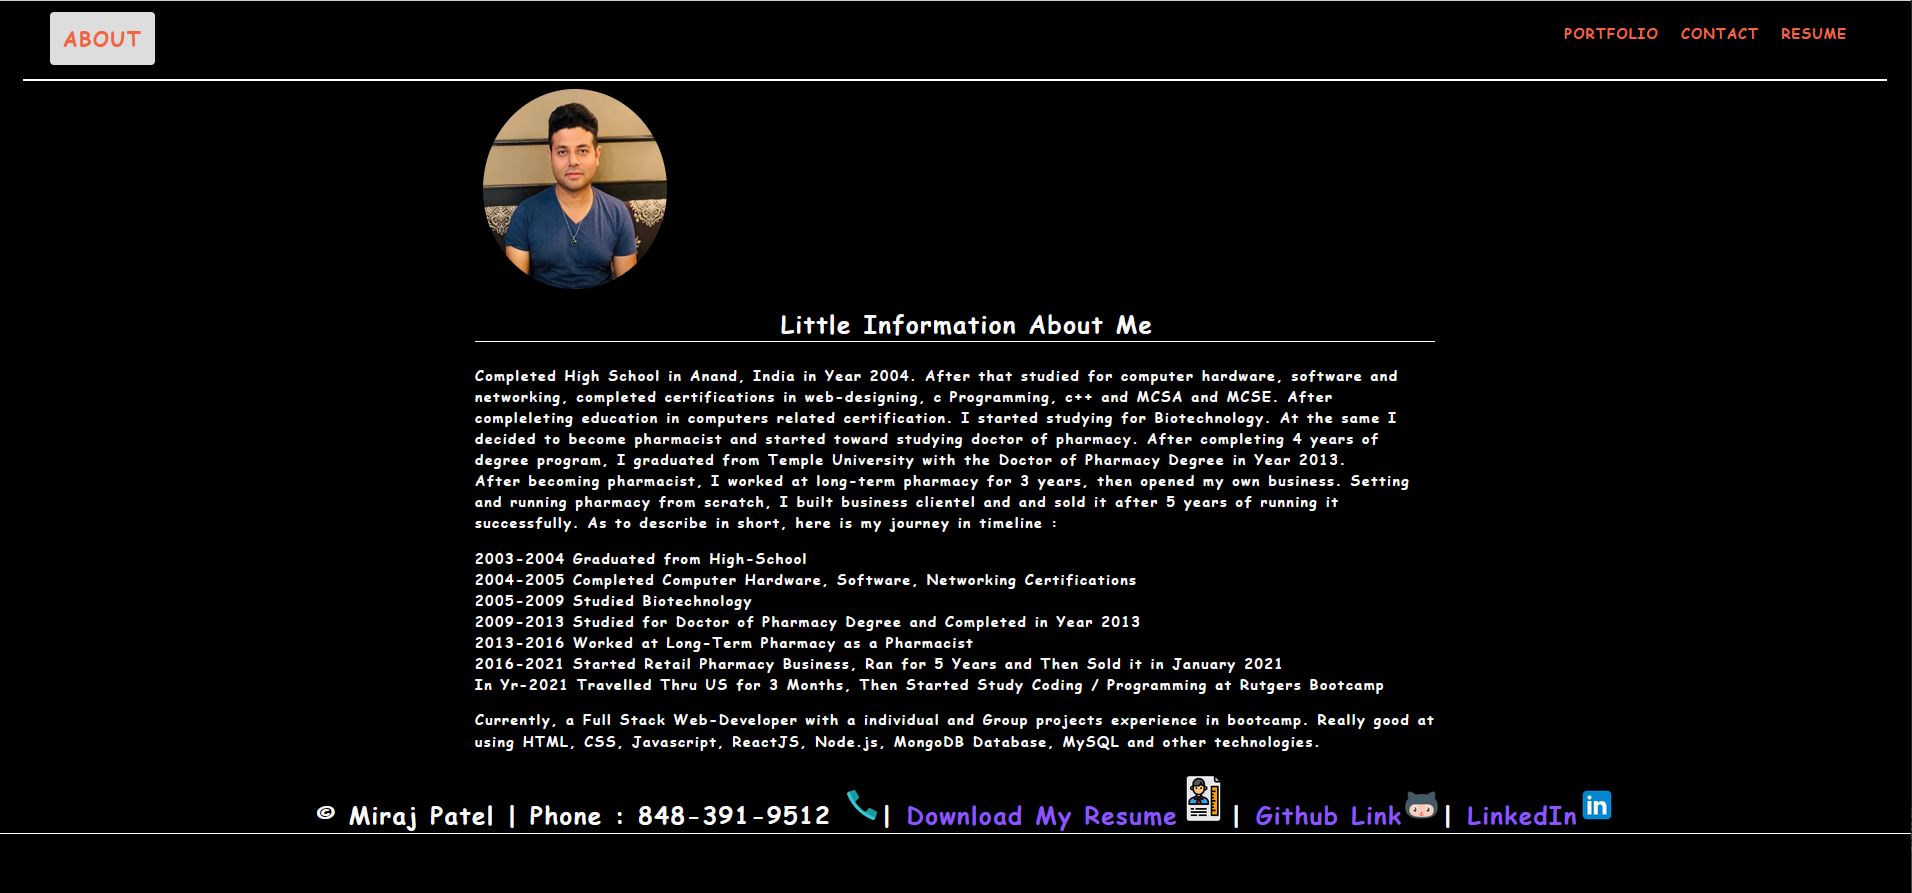 ABOUT
PORTFOLIO CONTACT RESUME
Little Information About Me
Completed High School in Anand, India in Year 2004. After that studied for computer hardware, software and
networking, completed certifications in web-designing, c Programming, c++ and MCSA and MCSE. After
compleleting education in computers related certification. I started studying for Biotechnology. At the same I
decided to become pharmacist and started toward studying doctor of pharmacy. After completing 4 years of
degree program, I graduated from Temple University with the Doctor of Pharmacy Degree in Year 2013.
After becoming pharmacist, I worked at long-term pharmacy for 3 years, then opened my own business. Setting
and running pharmacy from scratch, I built business clientel and and sold it after 5 years of running it
successfully. As to describe in short, here is my journey in timeline :
2003-2004 Graduated from High-School
2004-2005 Completed Computer Hardware, Software, Networking Certifications
2005-2009 Studied Biotechnology
2009-2013 Studied for Doctor of Pharmacy Degree and Completed in Year 2013
2013-2016 Worked at Long-Term Pharmacy as a Pharmacist
2016-2021 Started Retail Pharmacy Business, Ran for 5 Years and Then Sold it in January 2021
In Yr-2021 Travelled Thru US for 3 Months, Then Started Study Coding / Programming at Rutgers Bootcamp
Currently, a Full Stack Web-Developer with a individual and Group projects experience in bootcamp. Really good at
using HTML, CSS, Javascript, ReactJS, Node.js, MongoDB Database, MySQL and other technologies.
© Miraj Patel | Phone : 848-391-9512 | Download My Resume | Github Link | LinkedIn in